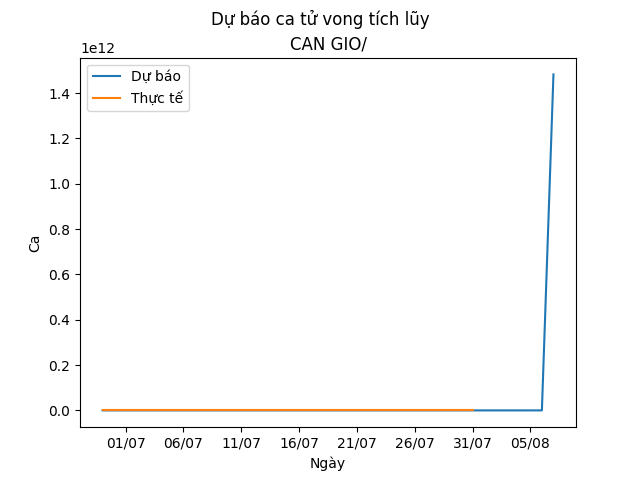 Dự báo ca tử vong tích lũy
CAN GIO/
1e12
Dự báo
Thực tế
1.4
1.2
1.0
0.8
0.6
0.4
0.2
0.0
Ca
01/07 06/07 11/07 16/07 21/07 26/07 31/07 05/08
Ngày